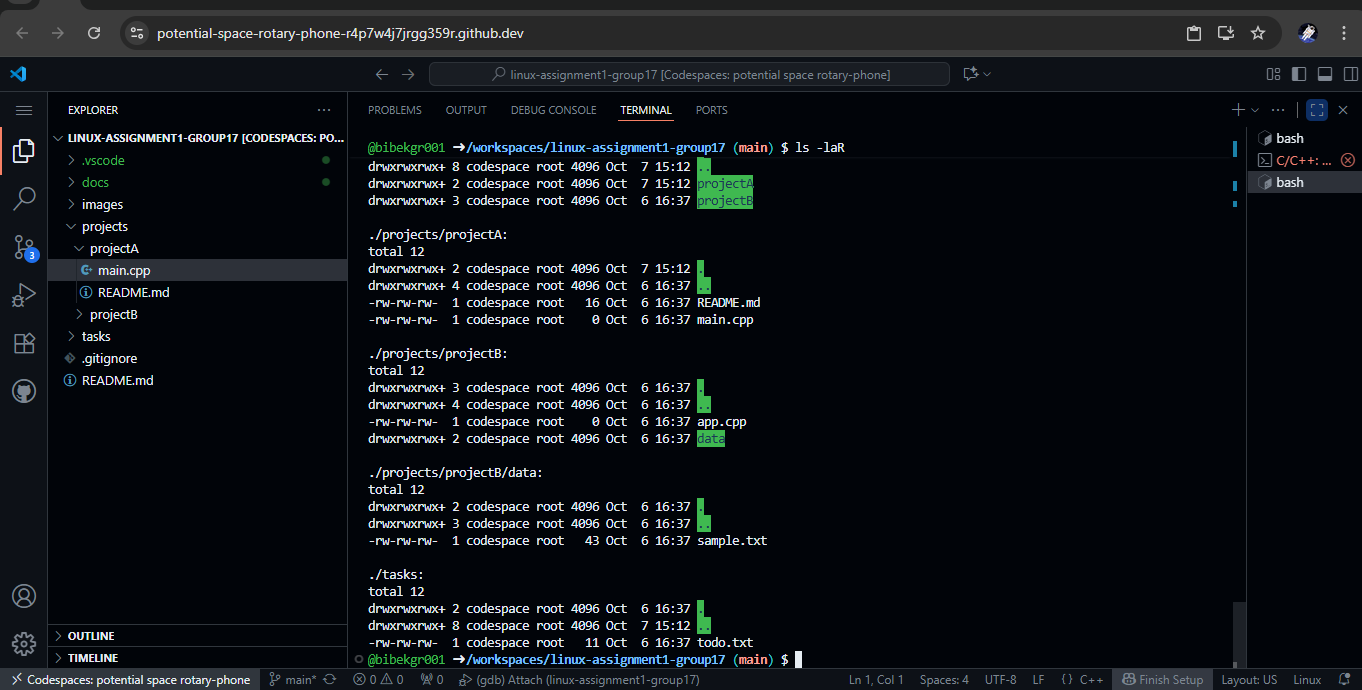 potential-space-rotary-phone-r4p7w4j7jrgg359r.github.dev
linux-assignment1-group17 [Codespaces: potential space rotary-phone]
EXPLORER
LINUX-ASSIGNMENT1-GROUP17 [CODESPACES: PO...
.vscode
docs
images
projects
projectA
main.cpp
README.md
projectB
tasks
.gitignore
README.md
OUTLINE
TIMELINE
3
PROBLEMS OUTPUT DEBUG CONSOLE TERMINAL PORTS
@bibekgr001 ➜/workspaces/linux-assignment1-group17 (main) $ ls -laR
drwxrwxrwx+ 8 codespace root 4096 Oct  7 15:12 ..
drwxrwxrwx+ 2 codespace root 4096 Oct  7 15:12 projectA
drwxrwxrwx+ 3 codespace root 4096 Oct  6 16:37 projectB
./projects/projectA:
total 12
drwxrwxrwx+ 2 codespace root 4096 Oct  7 15:12 .
drwxrwxrwx+ 4 codespace root 4096 Oct  6 16:37 ..
-rw-rw-rw-  1 codespace root   16 Oct  6 16:37 README.md
-rw-rw-rw-  1 codespace root    0 Oct  6 16:37 main.cpp
./projects/projectB:
total 12
drwxrwxrwx+ 3 codespace root 4096 Oct  6 16:37 .
drwxrwxrwx+ 4 codespace root 4096 Oct  6 16:37 ..
-rw-rw-rw-  1 codespace root    0 Oct  6 16:37 app.cpp
drwxrwxrwx+ 2 codespace root 4096 Oct  6 16:37 data
./projects/projectB/data:
total 12
drwxrwxrwx+ 2 codespace root 4096 Oct  6 16:37 .
drwxrwxrwx+ 3 codespace root 4096 Oct  6 16:37 ..
-rw-rw-rw-  1 codespace root   43 Oct  6 16:37 sample.txt
./tasks:
total 12
drwxrwxrwx+ 2 codespace root 4096 Oct  6 16:37 .
drwxrwxrwx+ 8 codespace root 4096 Oct  7 15:12 ..
-rw-rw-rw-  1 codespace root   11 Oct  6 16:37 todo.txt
@bibekgr001 ➜/workspaces/linux-assignment1-group17 (main) $
bash
C/C++: ...
bash
Codespaces: potential space rotary-phone main* 0 0 0 (gdb) Attach (linux-assignment1-group17) Ln 1, Col 1 Spaces: 4 UTF-8 LF {} C++ Finish Setup Layout: US Linux